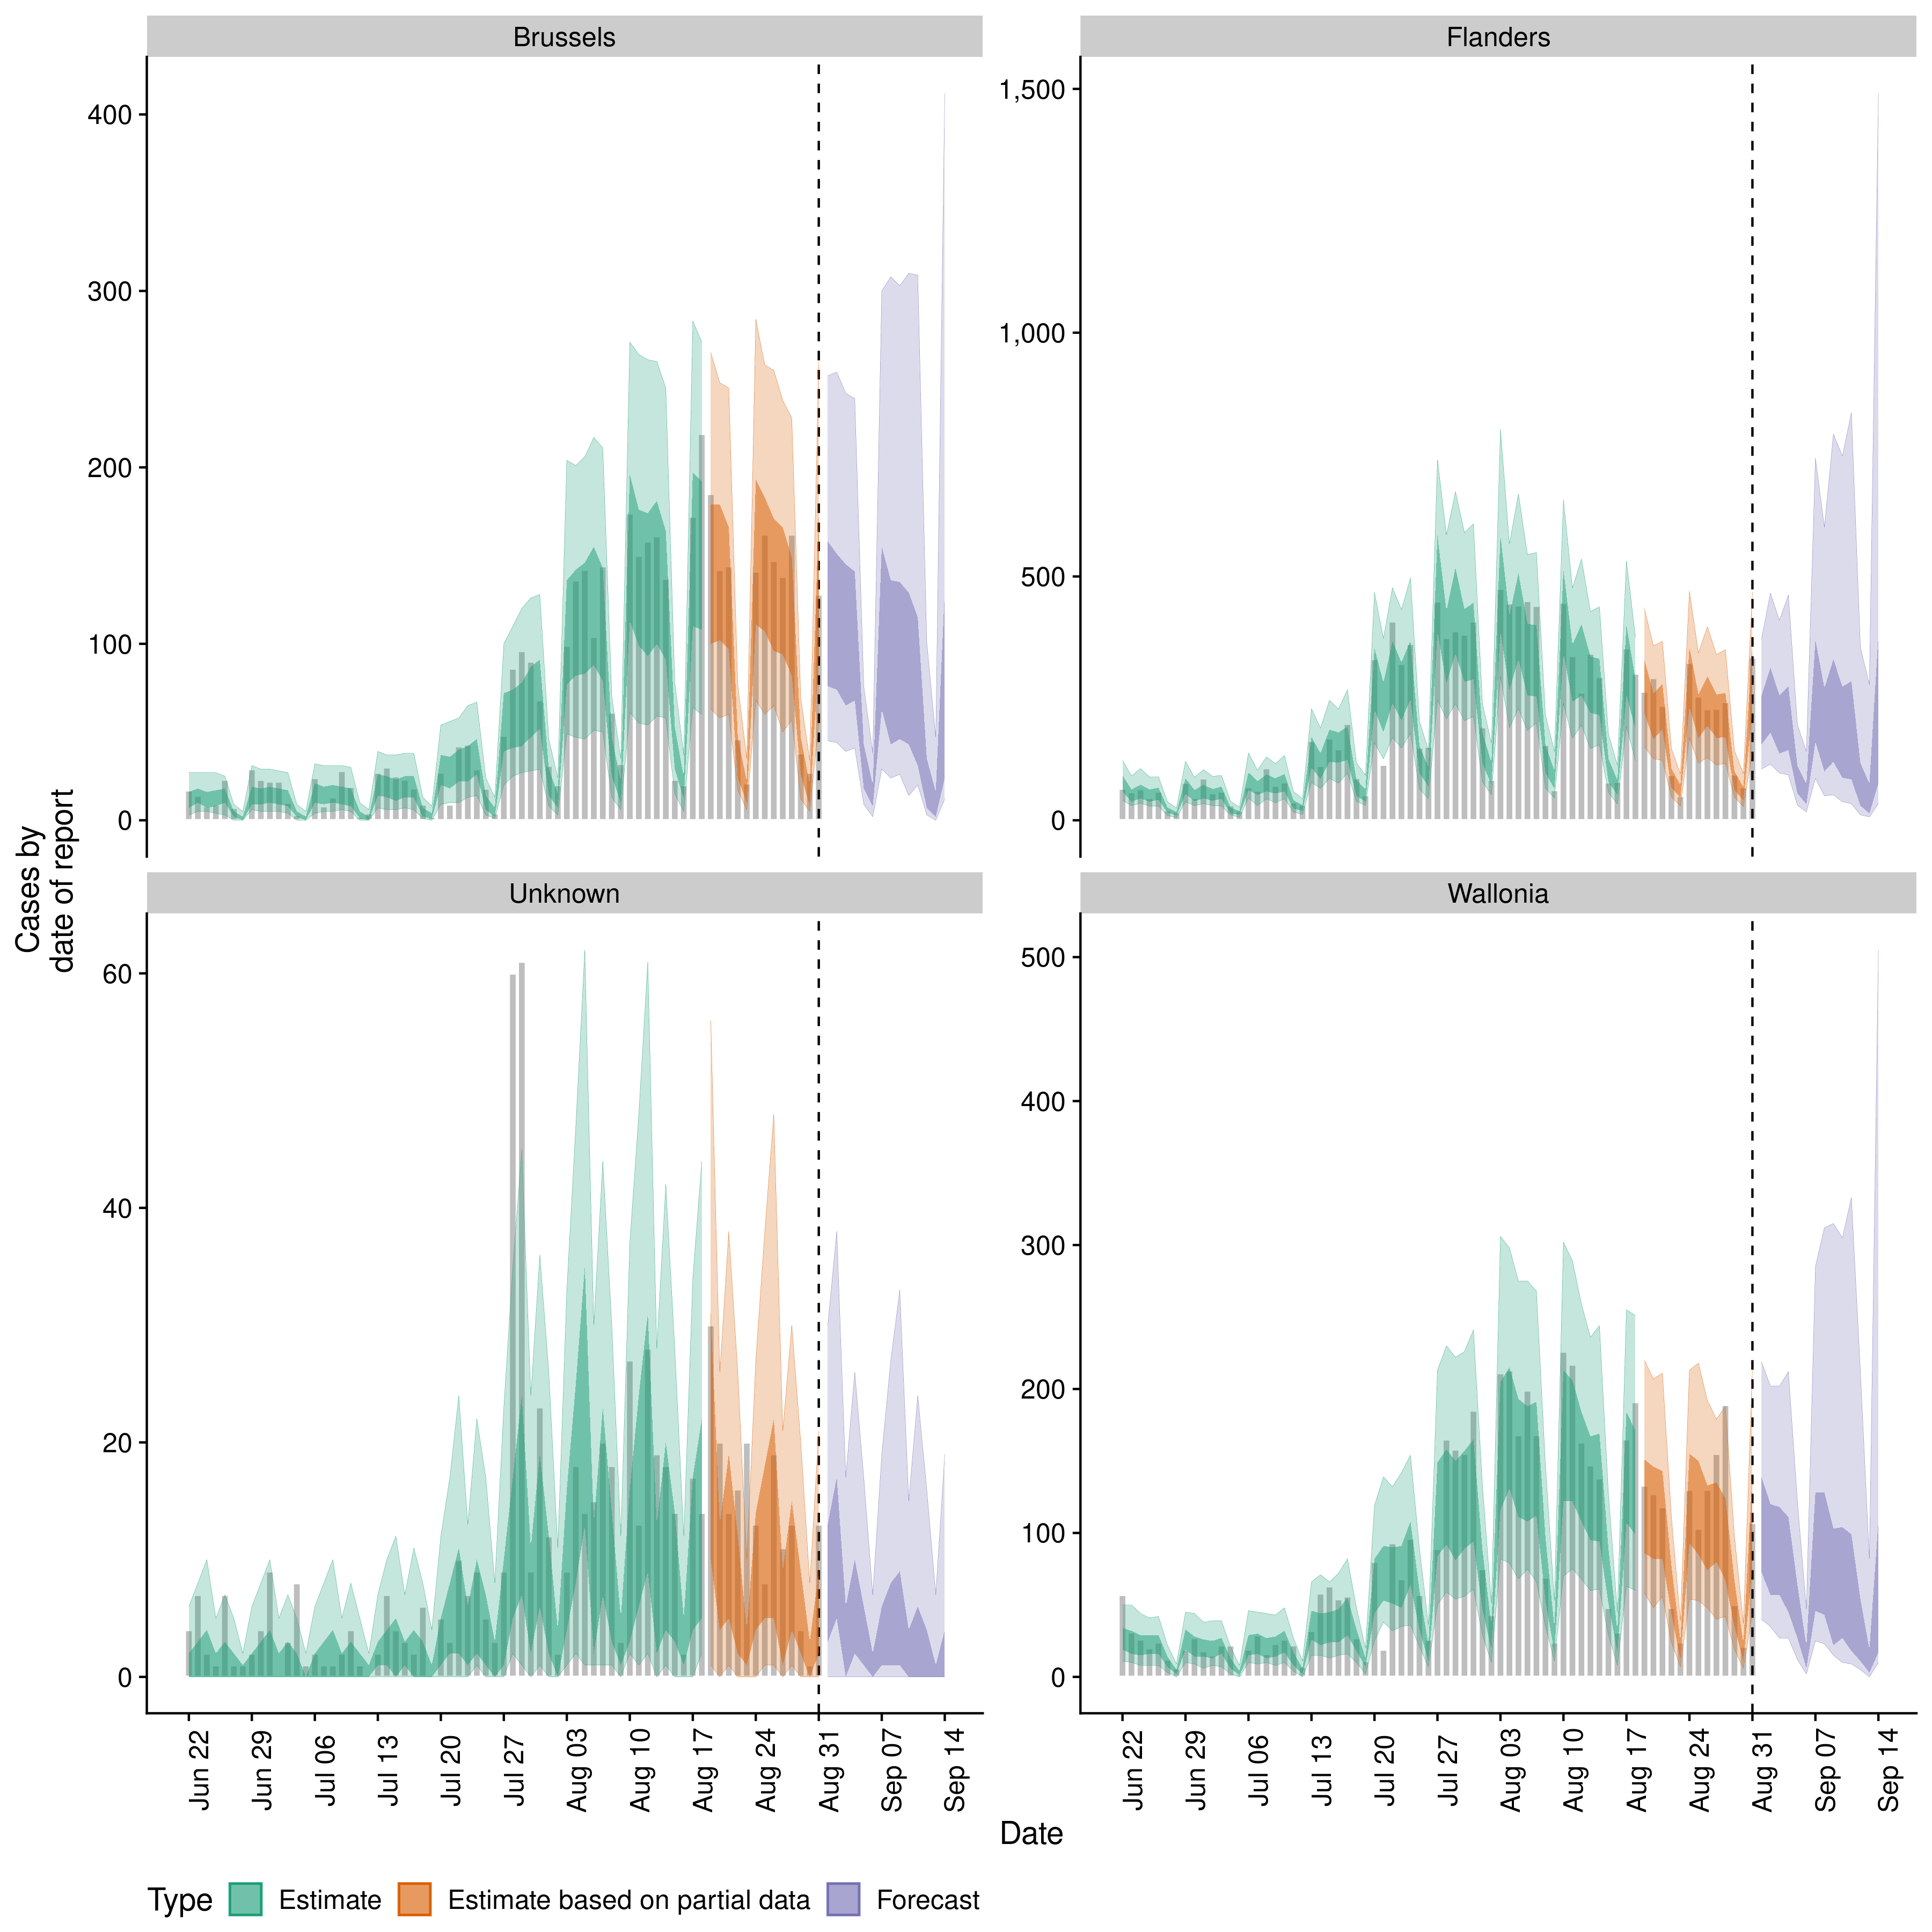 Brussels
Flanders
400
300
200
100
0
1,500
1,000
500
0
Cases by
date of report
Unknown
Wallonia
60
40
20
0
500
400
300
200
100
0
Jun 22
Jun 29
Jul 06
Jul 13
Jul 20
Jul 27
Aug 03
Aug 10
Aug 17
Aug 24
Aug 31
Sep 07
Sep 14
Jun 22
Jun 29
Jul 06
Jul 13
Jul 20
Jul 27
Aug 03
Aug 10
Aug 17
Aug 24
Aug 31
Sep 07
Sep 14
Date
Type Estimate Estimate based on partial data Forecast